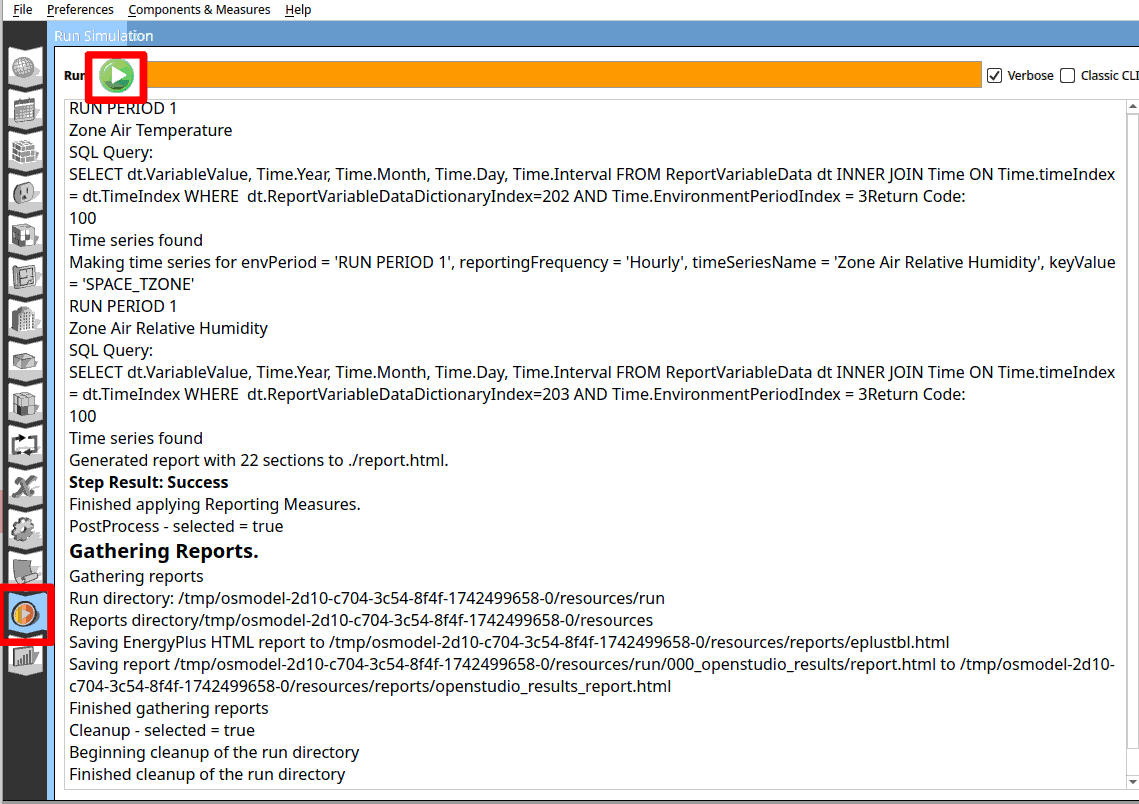 File Preferences Components & Measures Help
Run Simulation
Run Verbose Classic CLI
RUN PERIOD 1
Zone Air Temperature
SQL Query:
SELECT dt.VariableValue, Time.Year, Time.Month, Time.Day, Time.Interval FROM ReportVariableData dt INNER JOIN Time ON Time.timeIndex
= dt.TimeIndex WHERE  dt.ReportVariableDataDictionaryIndex=202 AND Time.EnvironmentPeriodIndex = 3Return Code:
100
Time series found
Making time series for envPeriod = 'RUN PERIOD 1', reportingFrequency = 'Hourly', timeSeriesName = 'Zone Air Relative Humidity', keyValue
= 'SPACE_TZONE'
RUN PERIOD 1
Zone Air Relative Humidity
SQL Query:
SELECT dt.VariableValue, Time.Year, Time.Month, Time.Day, Time.Interval FROM ReportVariableData dt INNER JOIN Time ON Time.timeIndex
= dt.TimeIndex WHERE  dt.ReportVariableDataDictionaryIndex=203 AND Time.EnvironmentPeriodIndex = 3Return Code:
100
Time series found
Generated report with 22 sections to ./report.html.
Step Result: Success
Finished applying Reporting Measures.
PostProcess - selected = true
Gathering Reports.
Gathering reports
Run directory: /tmp/osmodel-2d10-c704-3c54-8f4f-1742499658-0/resources/run
Reports directory/tmp/osmodel-2d10-c704-3c54-8f4f-1742499658-0/resources
Saving EnergyPlus HTML report to /tmp/osmodel-2d10-c704-3c54-8f4f-1742499658-0/resources/reports/eplustbl.html
Saving report /tmp/osmodel-2d10-c704-3c54-8f4f-1742499658-0/resources/run/000_openstudio_results/report.html to /tmp/osmodel-2d10-
c704-3c54-8f4f-1742499658-0/resources/reports/openstudio_results_report.html
Finished gathering reports
Cleanup - selected = true
Beginning cleanup of the run directory
Finished cleanup of the run directory